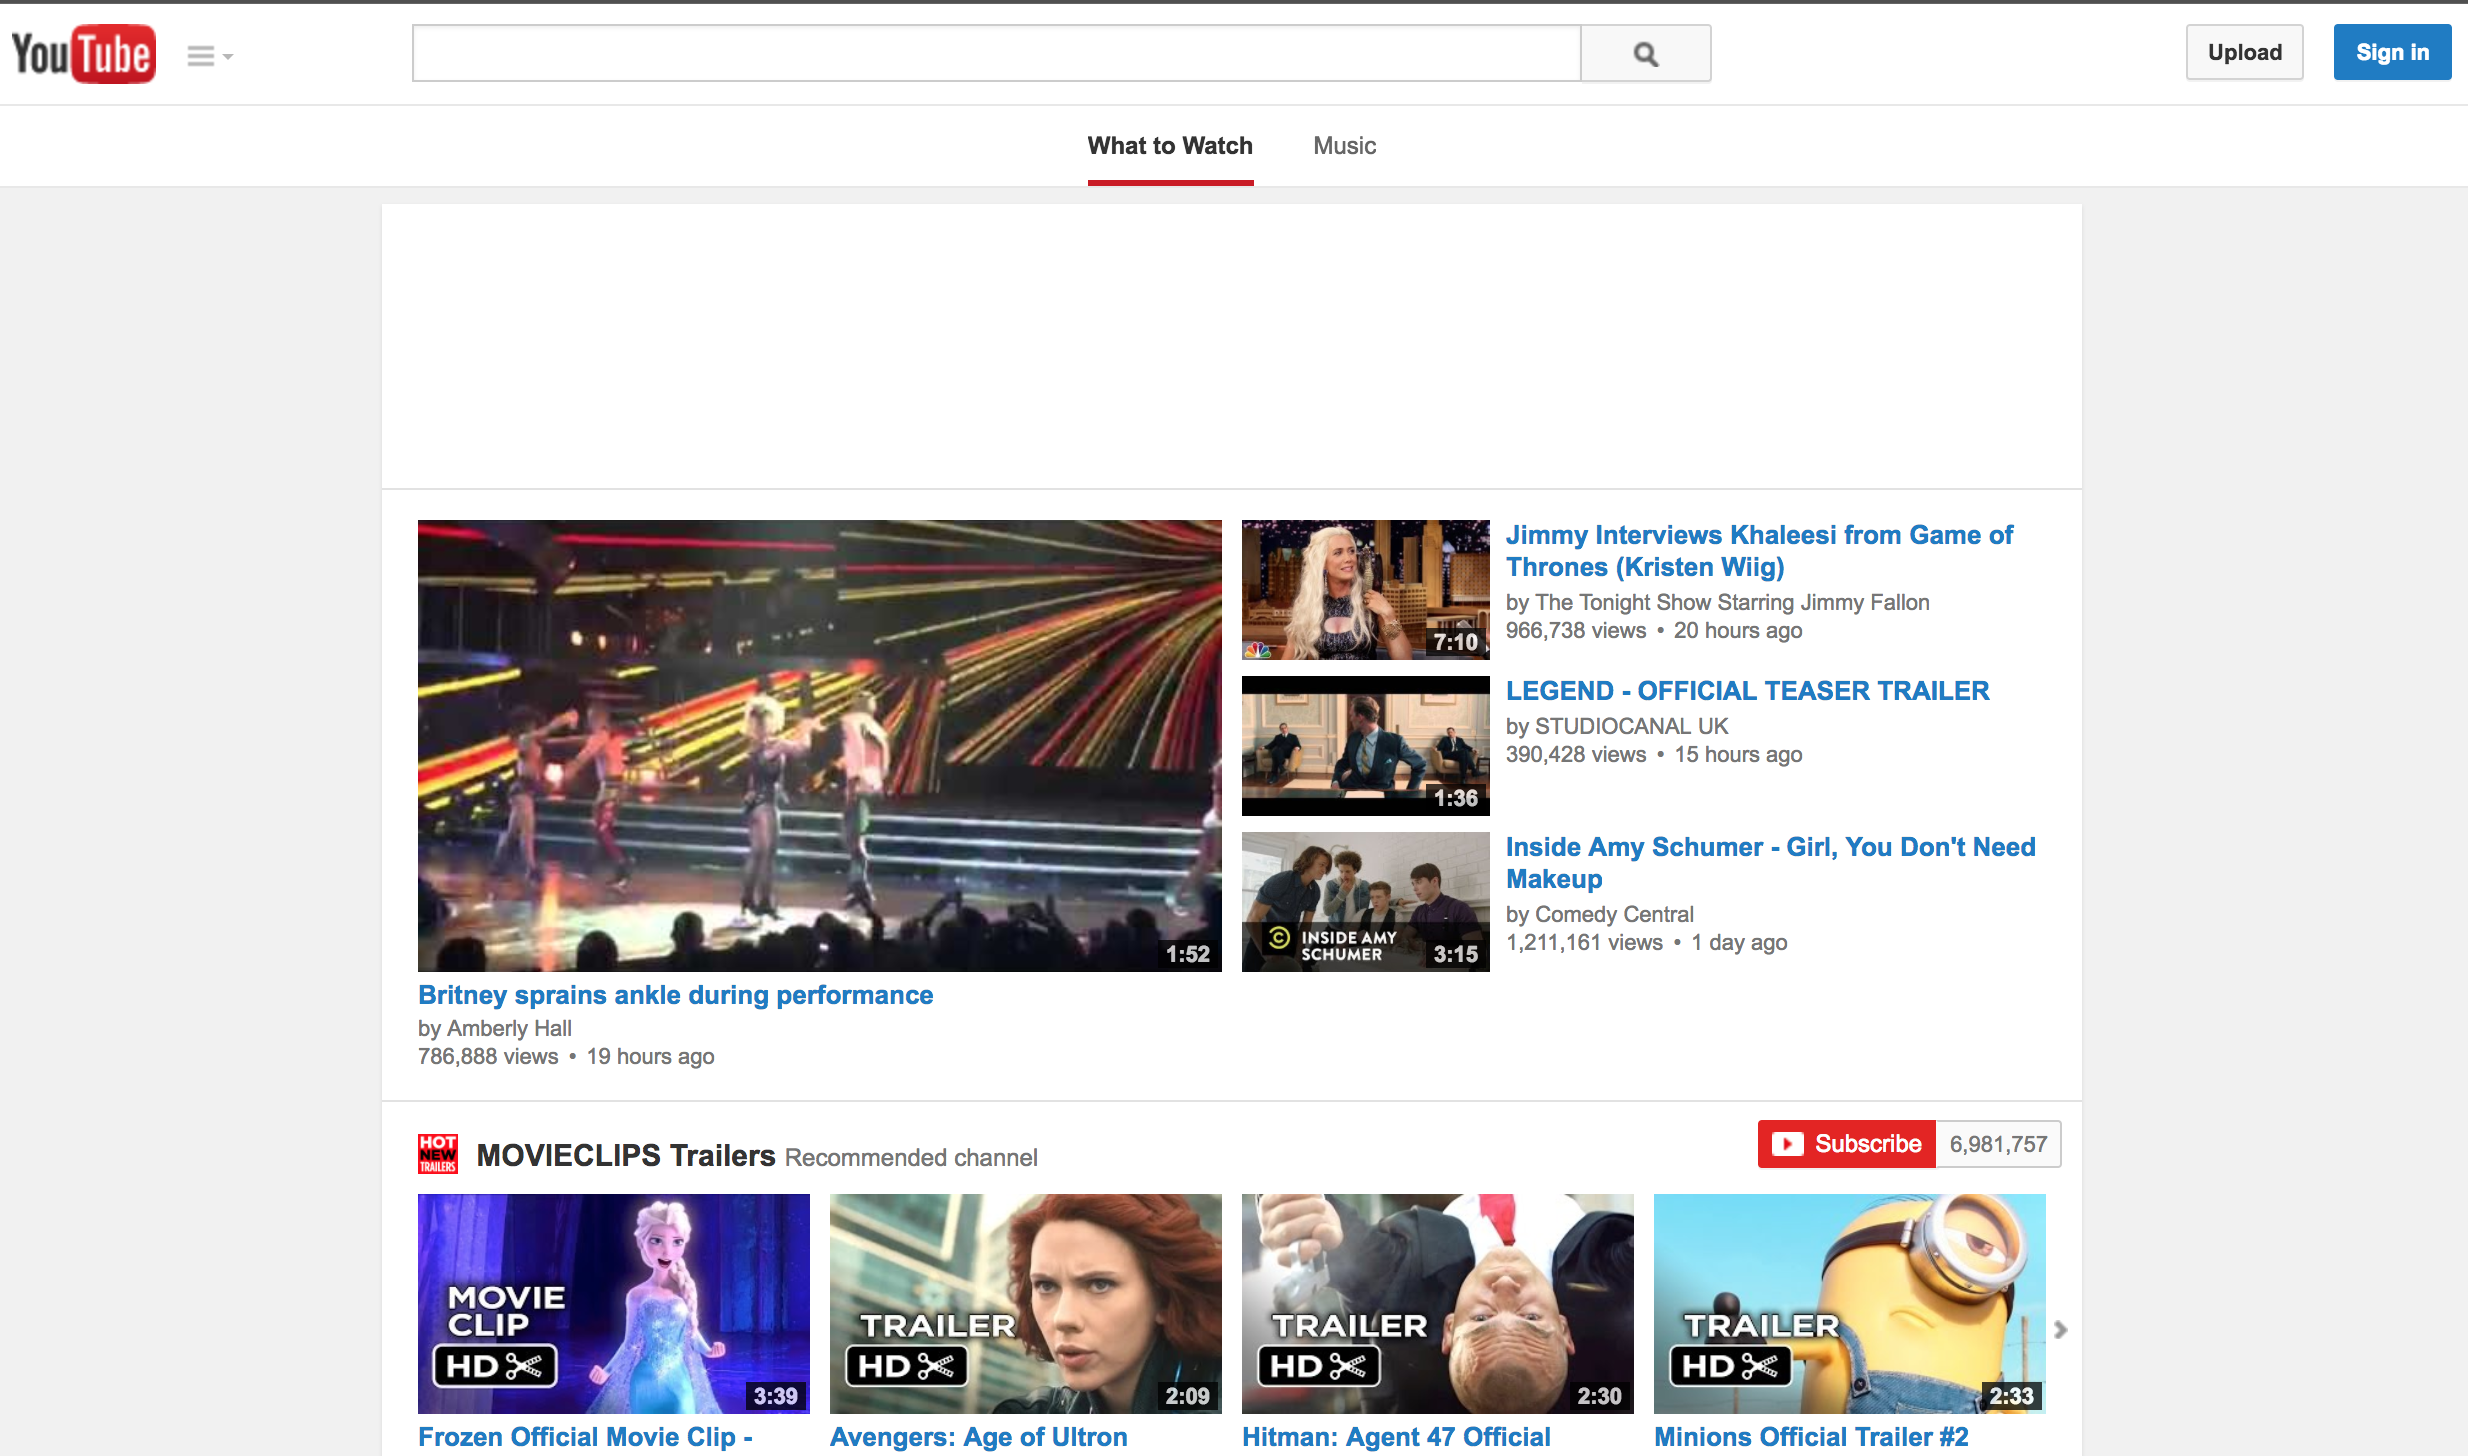 YouTube
Upload
Sign in
What to Watch
Music
1:52
Britney sprains ankle during performance
by Amberly Hall
786,888 views • 19 hours ago
7:10
Jimmy Interviews Khaleesi from Game of
Thrones (Kristen Wiig)
by The Tonight Show Starring Jimmy Fallon
966,738 views • 20 hours ago
1:36
LEGEND - OFFICIAL TEASER TRAILER
by STUDIOCANAL UK
390,428 views • 15 hours ago
INSIDE AMY
SCHUMER
3:15
Inside Amy Schumer - Girl, You Don't Need
Makeup
by Comedy Central
1,211,161 views • 1 day ago
HOT
NEW
TRAILERS
MOVIECLIPS Trailers Recommended channel
Subscribe 6,981,757
MOVIE
CLIP
HD
3:39
Frozen Official Movie Clip -
TRAILER
HD
2:09
Avengers: Age of Ultron
TRAILER
HD
2:30
Hitman: Agent 47 Official
TRAILER
HD
2:33
Minions Official Trailer #2